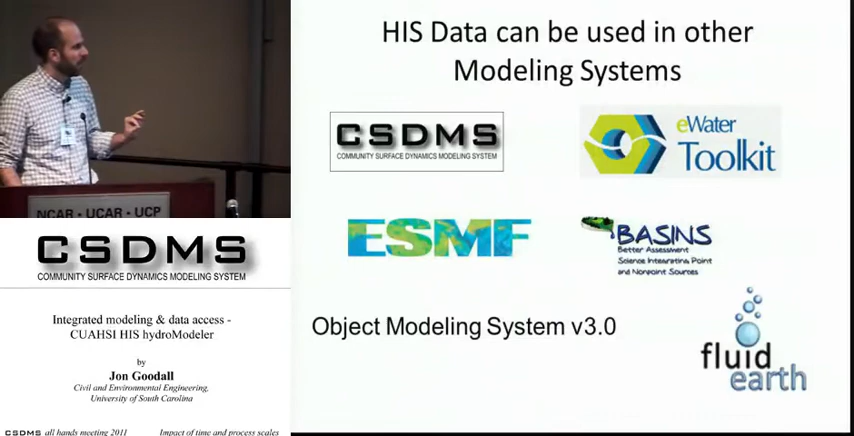 NCAR · UCAR · UCP
CSDMS
COMMUNITY SURFACE DYNAMICS MODELING SYSTEM
Integrated modeling & data access -
CUAHSI HIS hydroModeler
by
Jon Goodall
Civil and Environmental Engineering,
University of South Carolina
CSDMS all hands meeting 2011
Impact of time and process scales
HIS Data can be used in other
Modeling Systems
CSDMS
COMMUNITY SURFACE DYNAMICS MODELING SYSTEM
eWater
Toolkit
ESMF
BASINS
Better Assessment
Science Integrating Point
and Nonpoint Sources
Object Modeling System v3.0
fluid
earth